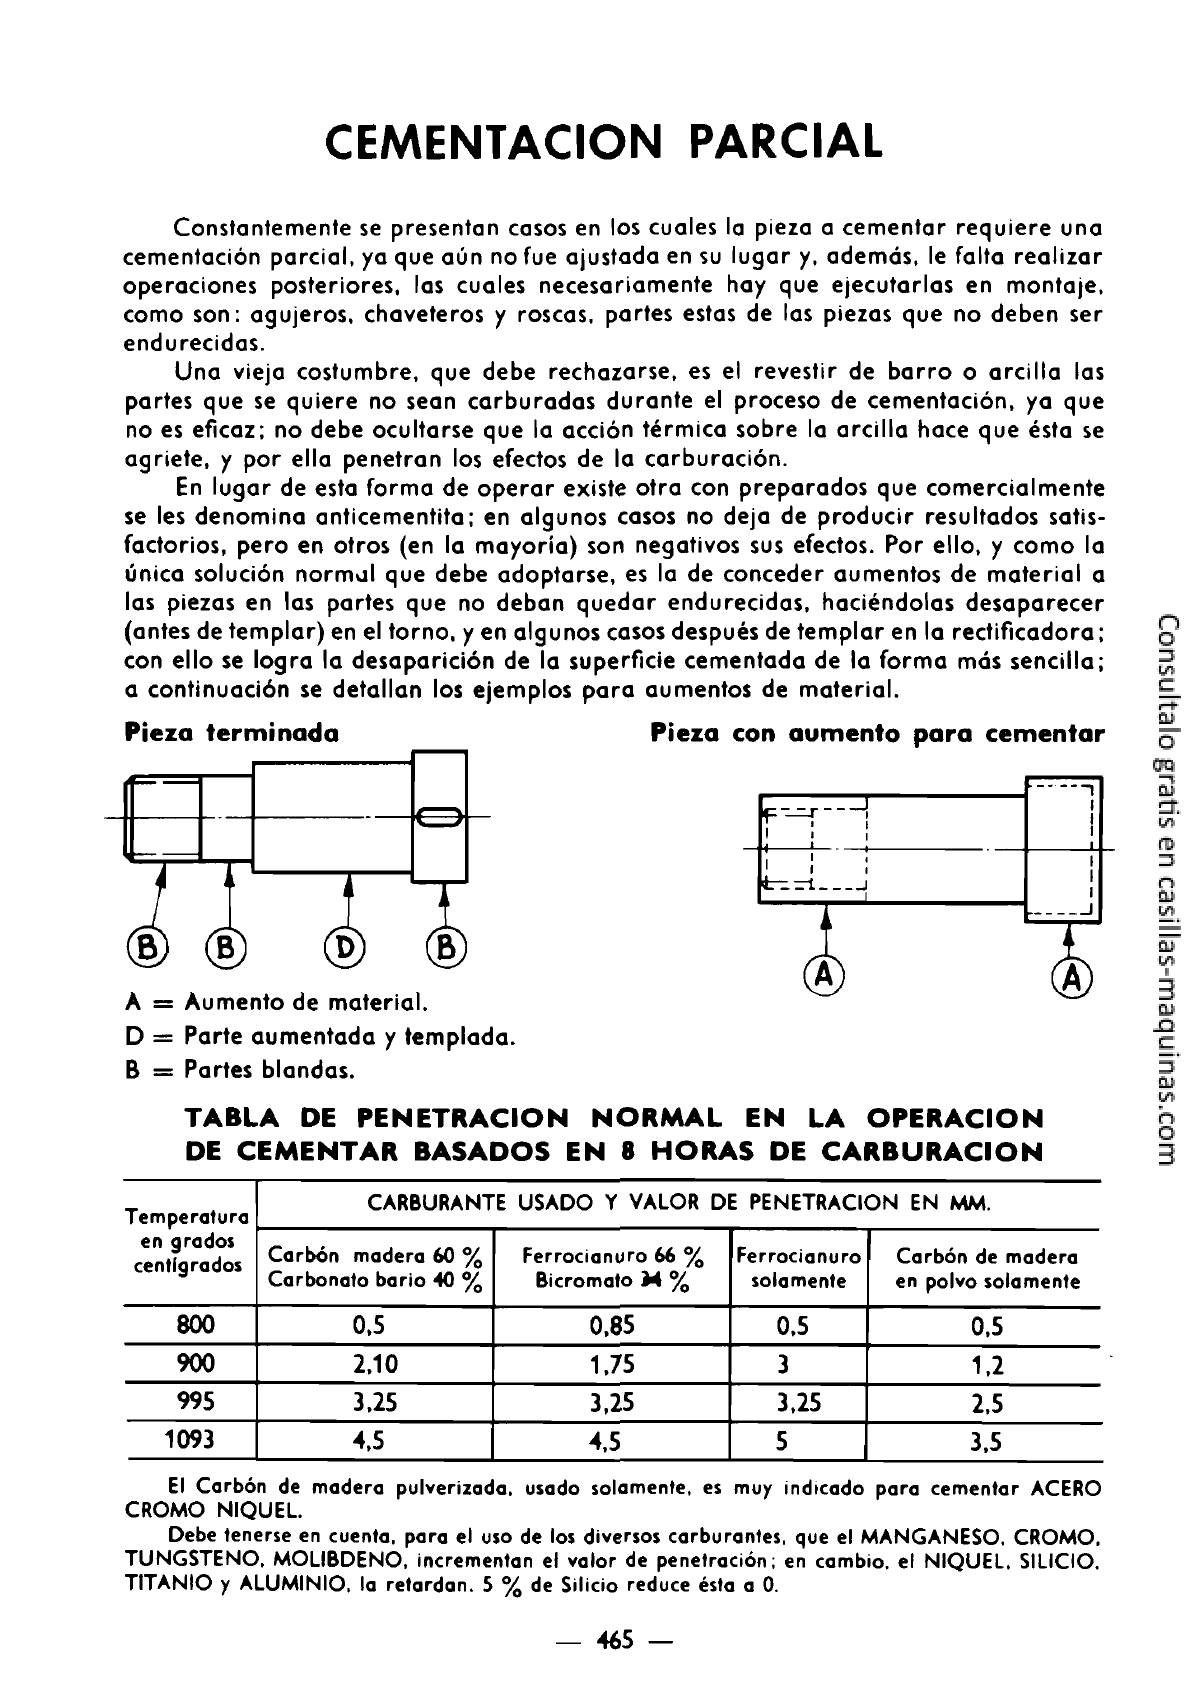 CEMENTACION PARCIAL
Constantemente se presentan casos en los cuales la pieza a cementar requiere una
cementación parcial, ya que aún no fue ajustada en su lugar y, además, le falta realizar
operaciones posteriores, las cuales necesariamente hay que ejecutarlas en montaje,
como son: agujeros, chaveteros y roscas, partes estas de las piezas que no deben ser
endurecidas.
Una vieja costumbre, que debe rechazarse, es el revestir de barro o arcilla las
partes que se quiere no sean carburadas durante el proceso de cementación, ya que
no es eficaz; no debe ocultarse que la acción térmica sobre la arcilla hace que ésta se
agriete, y por ella penetran los efectos de la carburación.
En lugar de esta forma de operar existe otra con preparados que comercialmente
se les denomina anticementita; en algunos casos no deja de producir resultados satis-
factorios, pero en otros (en la mayoría) son negativos sus efectos. Por ello, y como la
única solución normal que debe adoptarse, es la de conceder aumentos de material a
las piezas en las partes que no deban quedar endurecidas, haciéndolas desaparecer
(antes de templar) en el torno, y en algunos casos después de templar en la rectificadora;
con ello se logra la desaparición de la superficie cementada de la forma más sencilla;
a continuación se detallan los ejemplos para aumentos de material.
Pieza terminada
Pieza con aumento para cementar
B B D B
A A
A = Aumento de material.
D = Parte aumentada y templada.
B = Partes blandas.
TABLA DE PENETRACION NORMAL EN LA OPERACION
DE CEMENTAR BASADOS EN 8 HORAS DE CARBURACION
Temperatura
en grados
centígrados
CARBURANTE USADO Y VALOR DE PENETRACION EN MM.
Carbón madera 60 %
Carbonato bario 40 %
Ferrocianuro 66 %
Bicromato 34 %
Ferrocianuro
solamente
Carbón de madera
en polvo solamente
800 0,5 0,85 0,5 0,5
900 2,10 1,75 3 1,2
995 3,25 3,25 3,25 2,5
1093 4,5 4,5 5 3,5
El Carbón de madera pulverizada, usado solamente, es muy indicado para cementar ACERO
CROMO NIQUEL.
Debe tenerse en cuenta, para el uso de los diversos carburantes, que el MANGANESO, CROMO,
TUNGSTENO, MOLIBDENO, incrementan el valor de penetración; en cambio, el NIQUEL, SILICIO,
TITANIO y ALUMINIO, la retardan. 5 % de Silicio reduce ésta a 0.
— 465 —
Consultalo gratis en casillas-maquinas.com